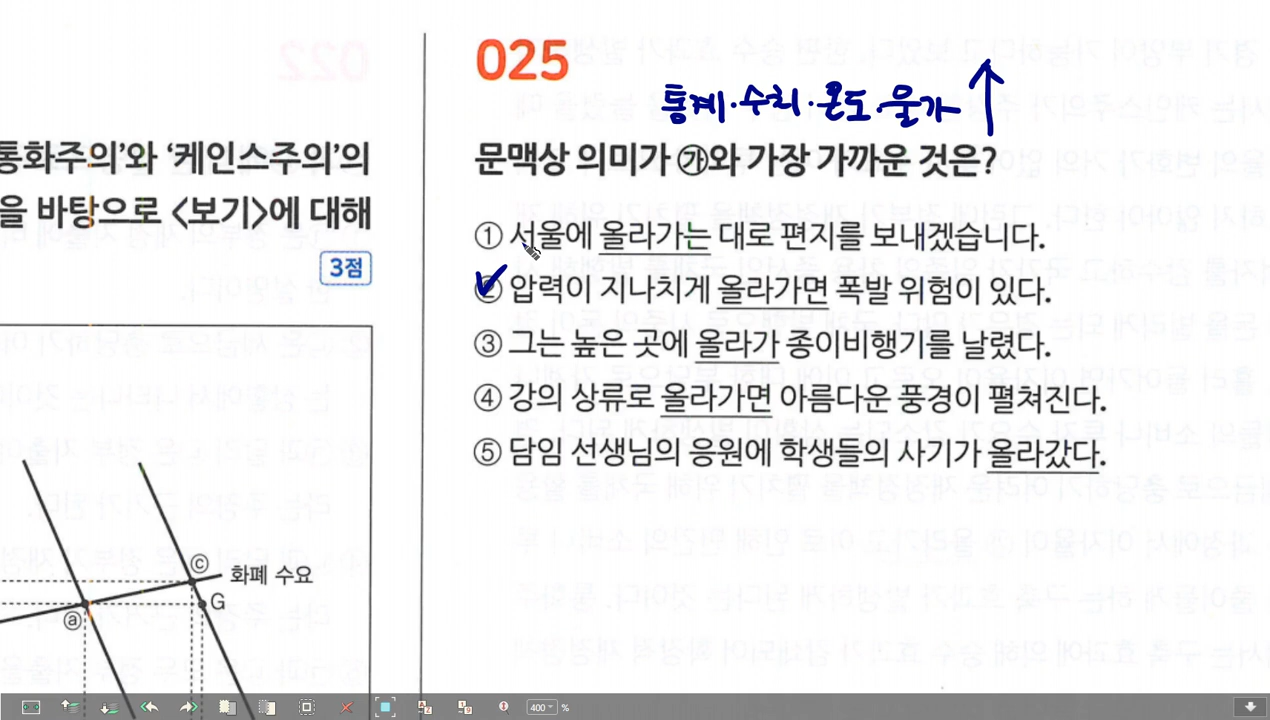 통화주의'와 '케인스주의'의
을 바탕으로 <보기>에 대해
3점
화폐 수요
ⓒ
G
ⓐ
025
통계·수치·온도·물가 ↑
문맥상 의미가 ㉮와 가장 가까운 것은?
① 서울에 올라가는 대로 편지를 보내겠습니다.
② 압력이 지나치게 올라가면 폭발 위험이 있다.
③ 그는 높은 곳에 올라가 종이비행기를 날렸다.
④ 강의 상류로 올라가면 아름다운 풍경이 펼쳐진다.
⑤ 담임 선생님의 응원에 학생들의 사기가 올라갔다.
400 %